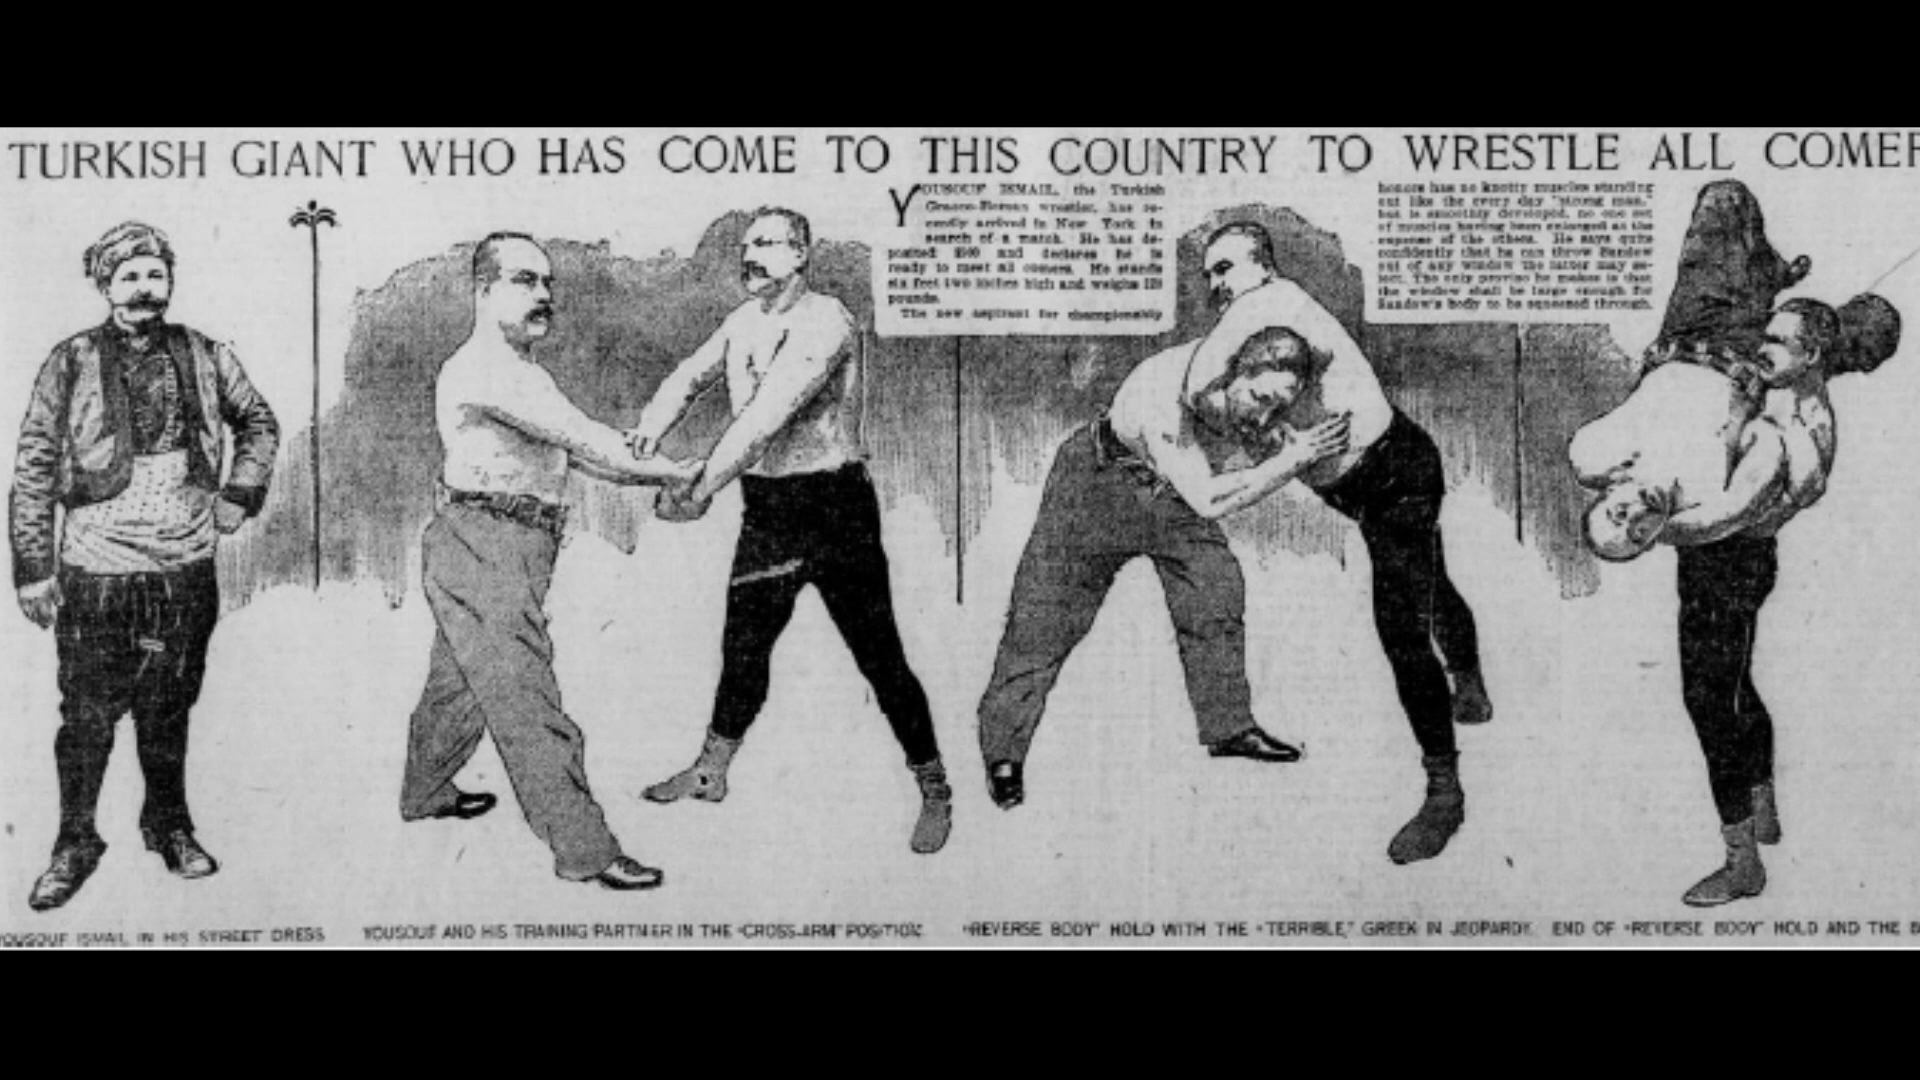 TURKISH GIANT WHO HAS COME TO THIS COUNTRY TO WRESTLE ALL COMER
YOUSOUF ISMAIL, the Turkish
Graeco-Roman wrestler, has re-
cently arrived in New York in
search of a match. He has de-
posited $500 and declares he is
ready to meet all comers. He stands
six feet two inches high and weighs
pounds.
The new aspirant for championship
honors has no knotty muscles standing
out like the every day "strong man,"
but is smoothly developed, no one set
of muscles having been enlarged at the
expense of the others. He says quite
confidently that he can throw Sandow
out of any window the latter may se-
lect. The only proviso he makes is that
the window shall be large enough for
Sandow's body to be squeezed through.
YOUSOUF ISMAIL IN HIS STREET DRESS
YOUSOUF AND HIS TRAINING PARTNER IN THE "CROSS-ARM" POSITION.
"REVERSE BODY" HOLD WITH THE "TERRIBLE," GREEK IN JEOPARDY.
END OF "REVERSE BODY" HOLD AND THE